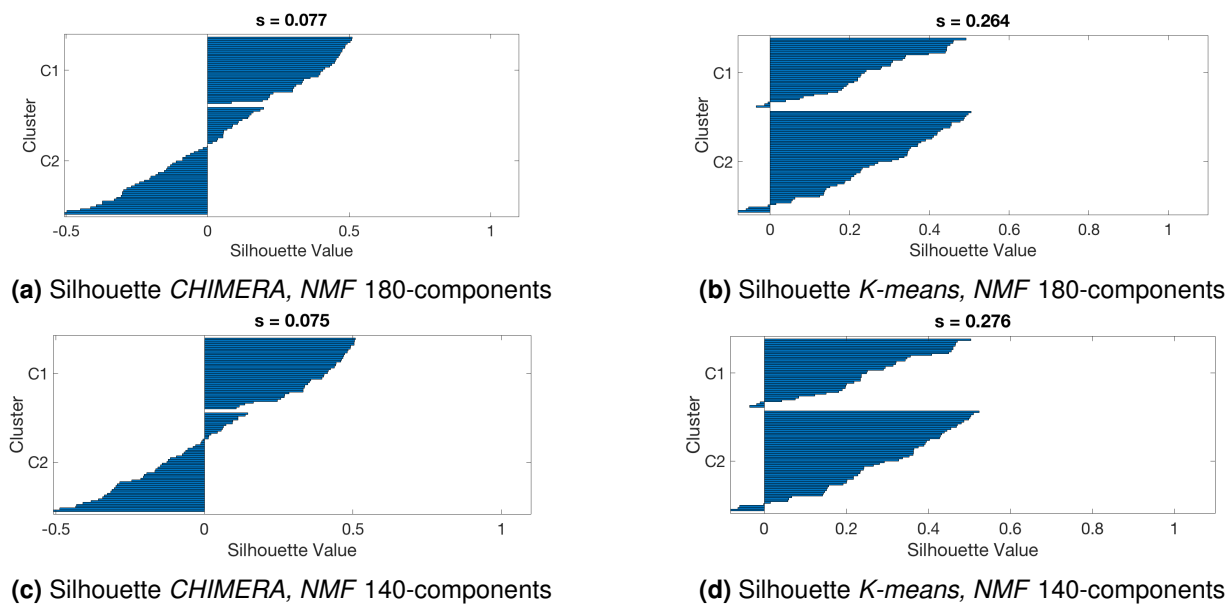 s = 0.077
C1
C2
Cluster
-0.5 0 0.5 1
Silhouette Value
(a) Silhouette CHIMERA, NMF 180-components
s = 0.264
C1
C2
Cluster
0 0.2 0.4 0.6 0.8 1
Silhouette Value
(b) Silhouette K-means, NMF 180-components
s = 0.075
C1
C2
Cluster
-0.5 0 0.5 1
Silhouette Value
(c) Silhouette CHIMERA, NMF 140-components
s = 0.276
C1
C2
Cluster
0 0.2 0.4 0.6 0.8 1
Silhouette Value
(d) Silhouette K-means, NMF 140-components